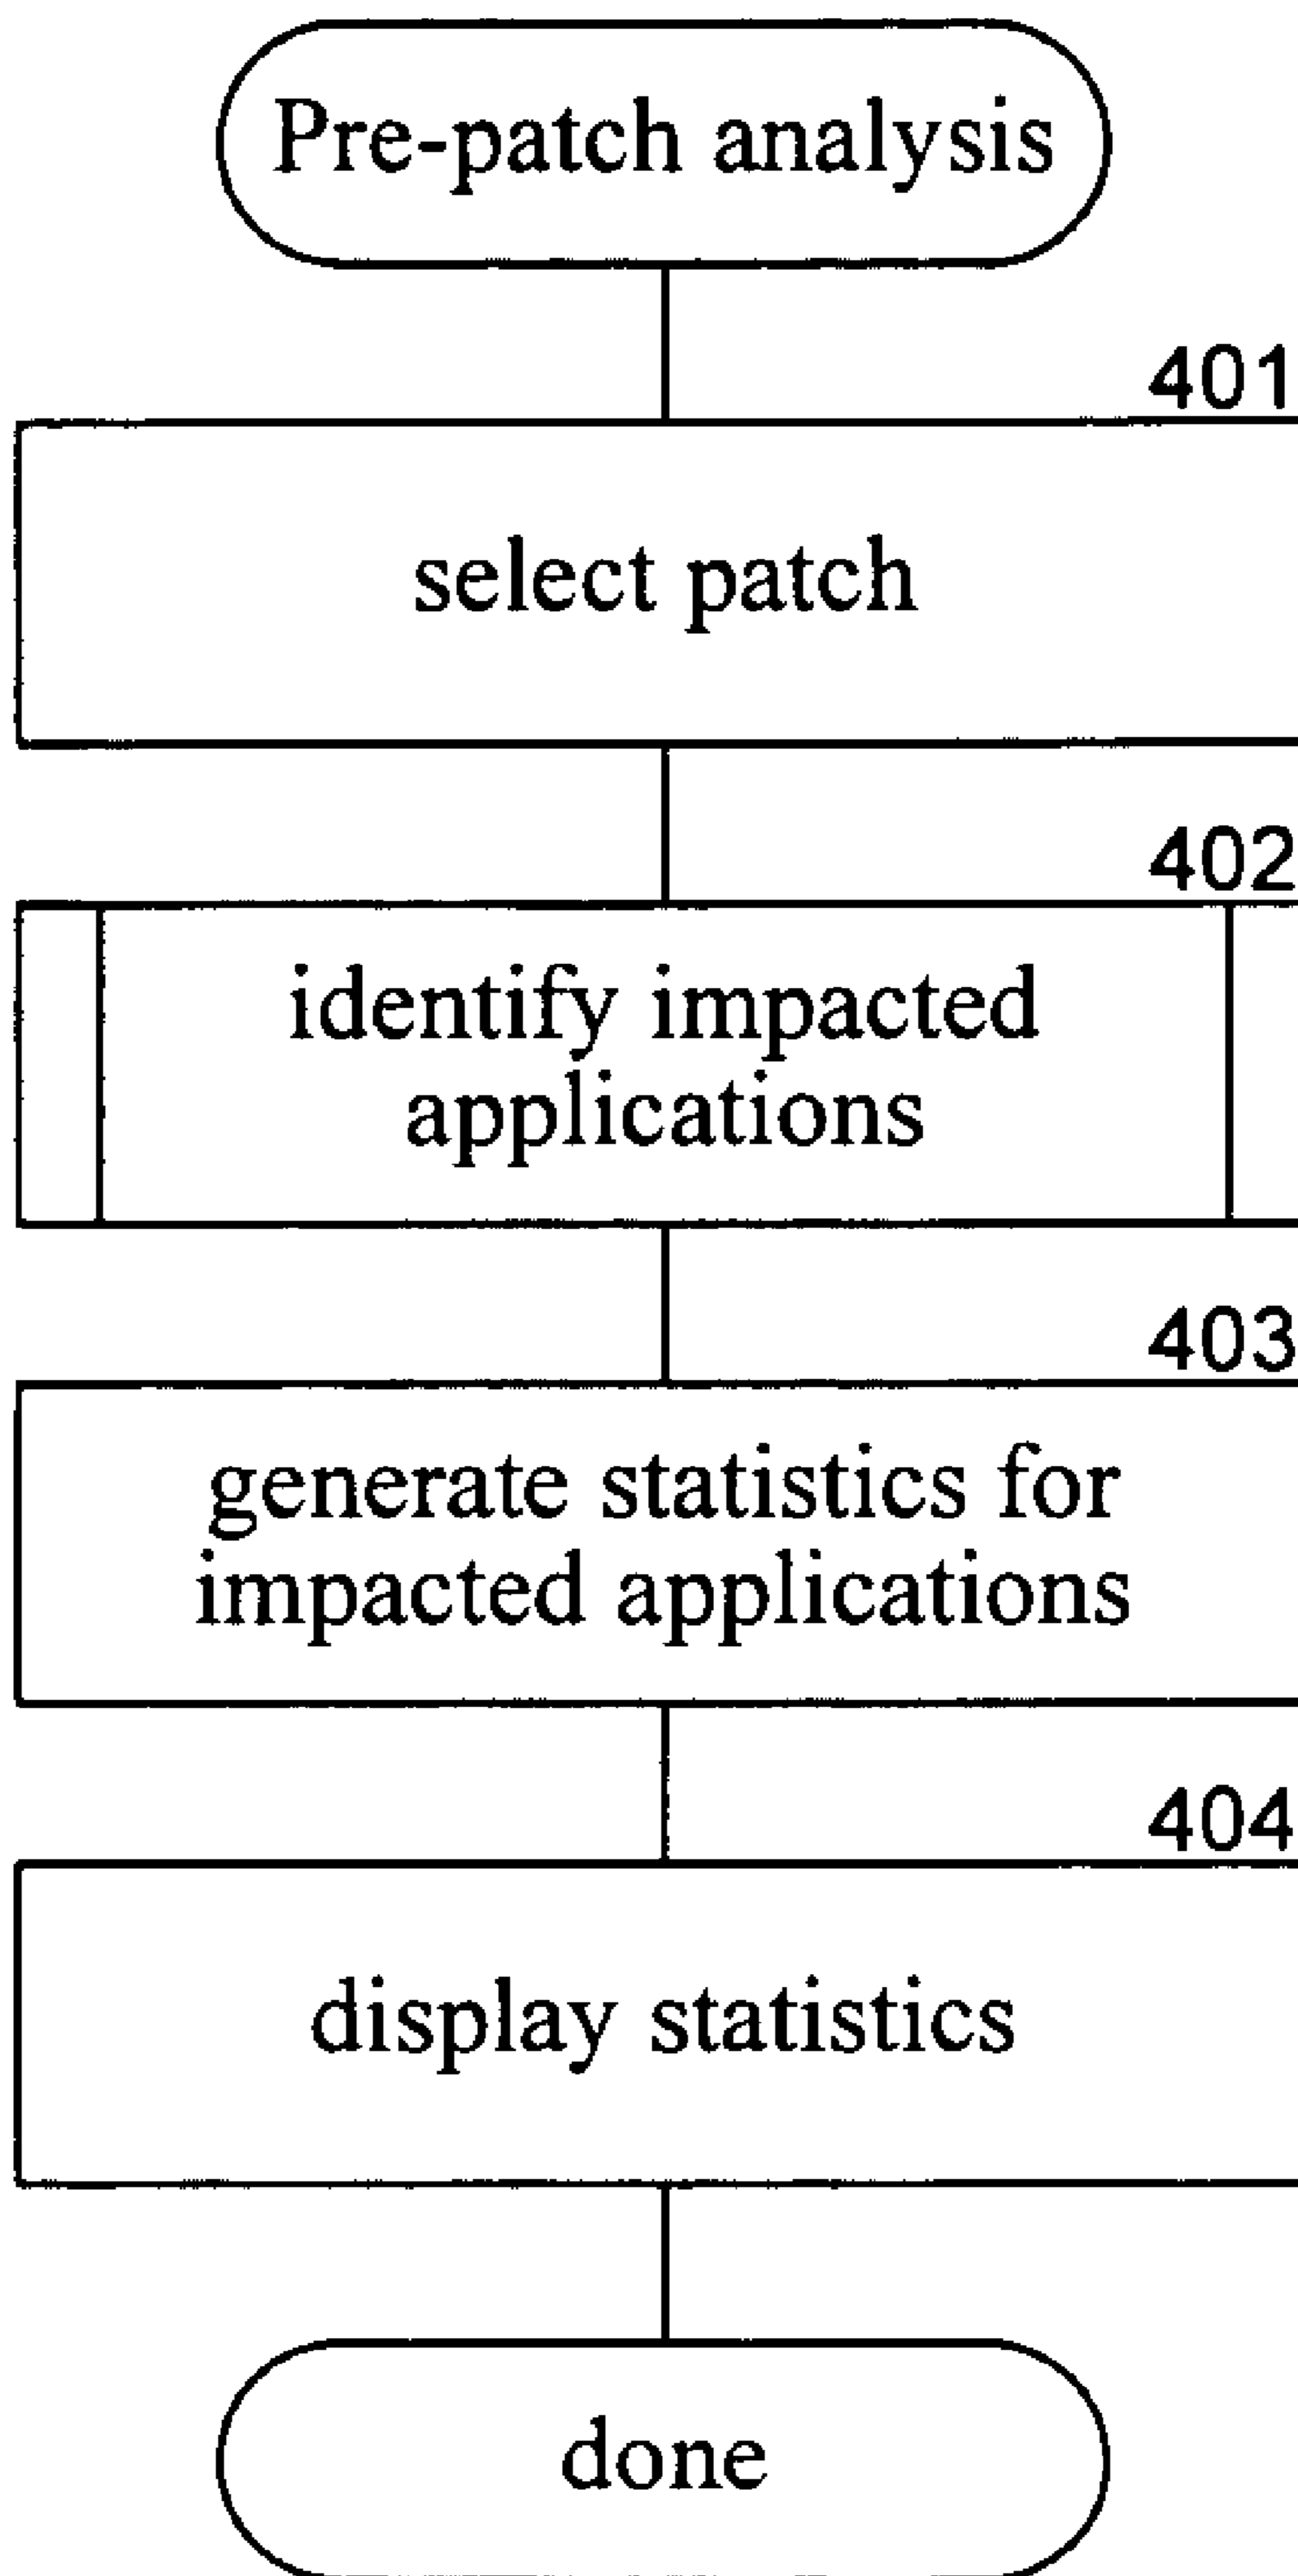 Pre-patch analysis
401
select patch
402
identify impacted
applications
403
generate statistics for
impacted applications
404
display statistics
done